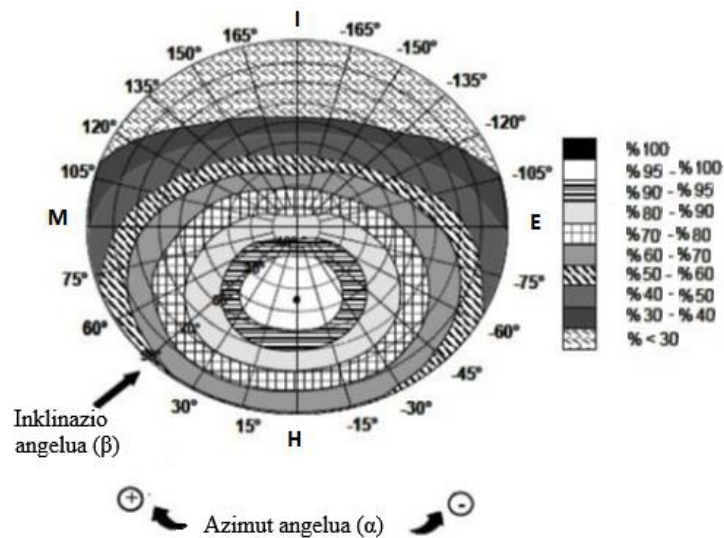 I
165° -165°
150° -150°
135° -135°
120° -120°
105° -105°
M E
75° -75°
60° -60°
-45°
30° -30°
15° -15°
H
% 100
% 95 - % 100
% 90 - % 95
% 80 - % 90
% 70 - % 80
% 60 - % 70
% 50 - % 60
% 40 - % 50
% 30 - % 40
% < 30
Inklinazio
angelua (β)
+ Azimut angelua (α) -